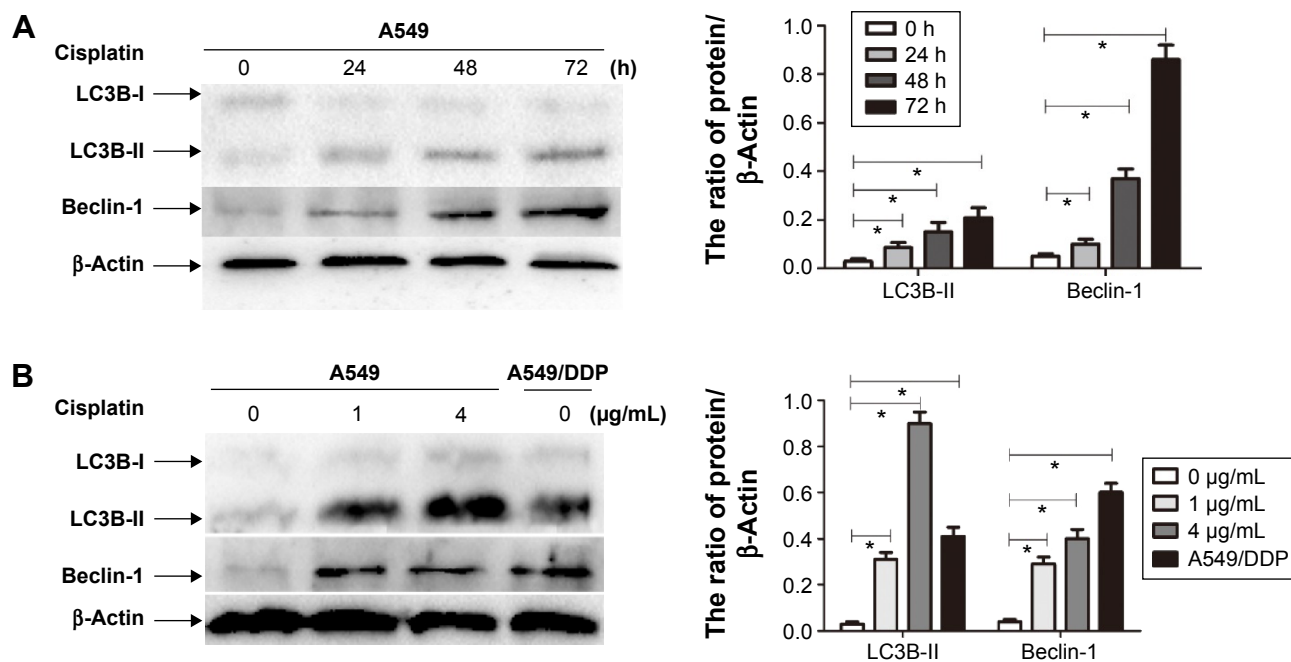 A
A549
Cisplatin
0 24 48 72 (h)
LC3B-I
LC3B-II
Beclin-1
β-Actin
The ratio of protein/
β-Actin
1.0
0.8
0.6
0.4
0.2
0.0
0 h
24 h
48 h
72 h
* * * * * *
LC3B-II Beclin-1
B
A549 A549/DDP
Cisplatin
0 1 4 0 (μg/mL)
LC3B-I
LC3B-II
Beclin-1
β-Actin
The ratio of protein/
β-Actin
1.0
0.8
0.6
0.4
0.2
0.0
* * * * * *
0 μg/mL
1 μg/mL
4 μg/mL
A549/DDP
LC3B-II Beclin-1